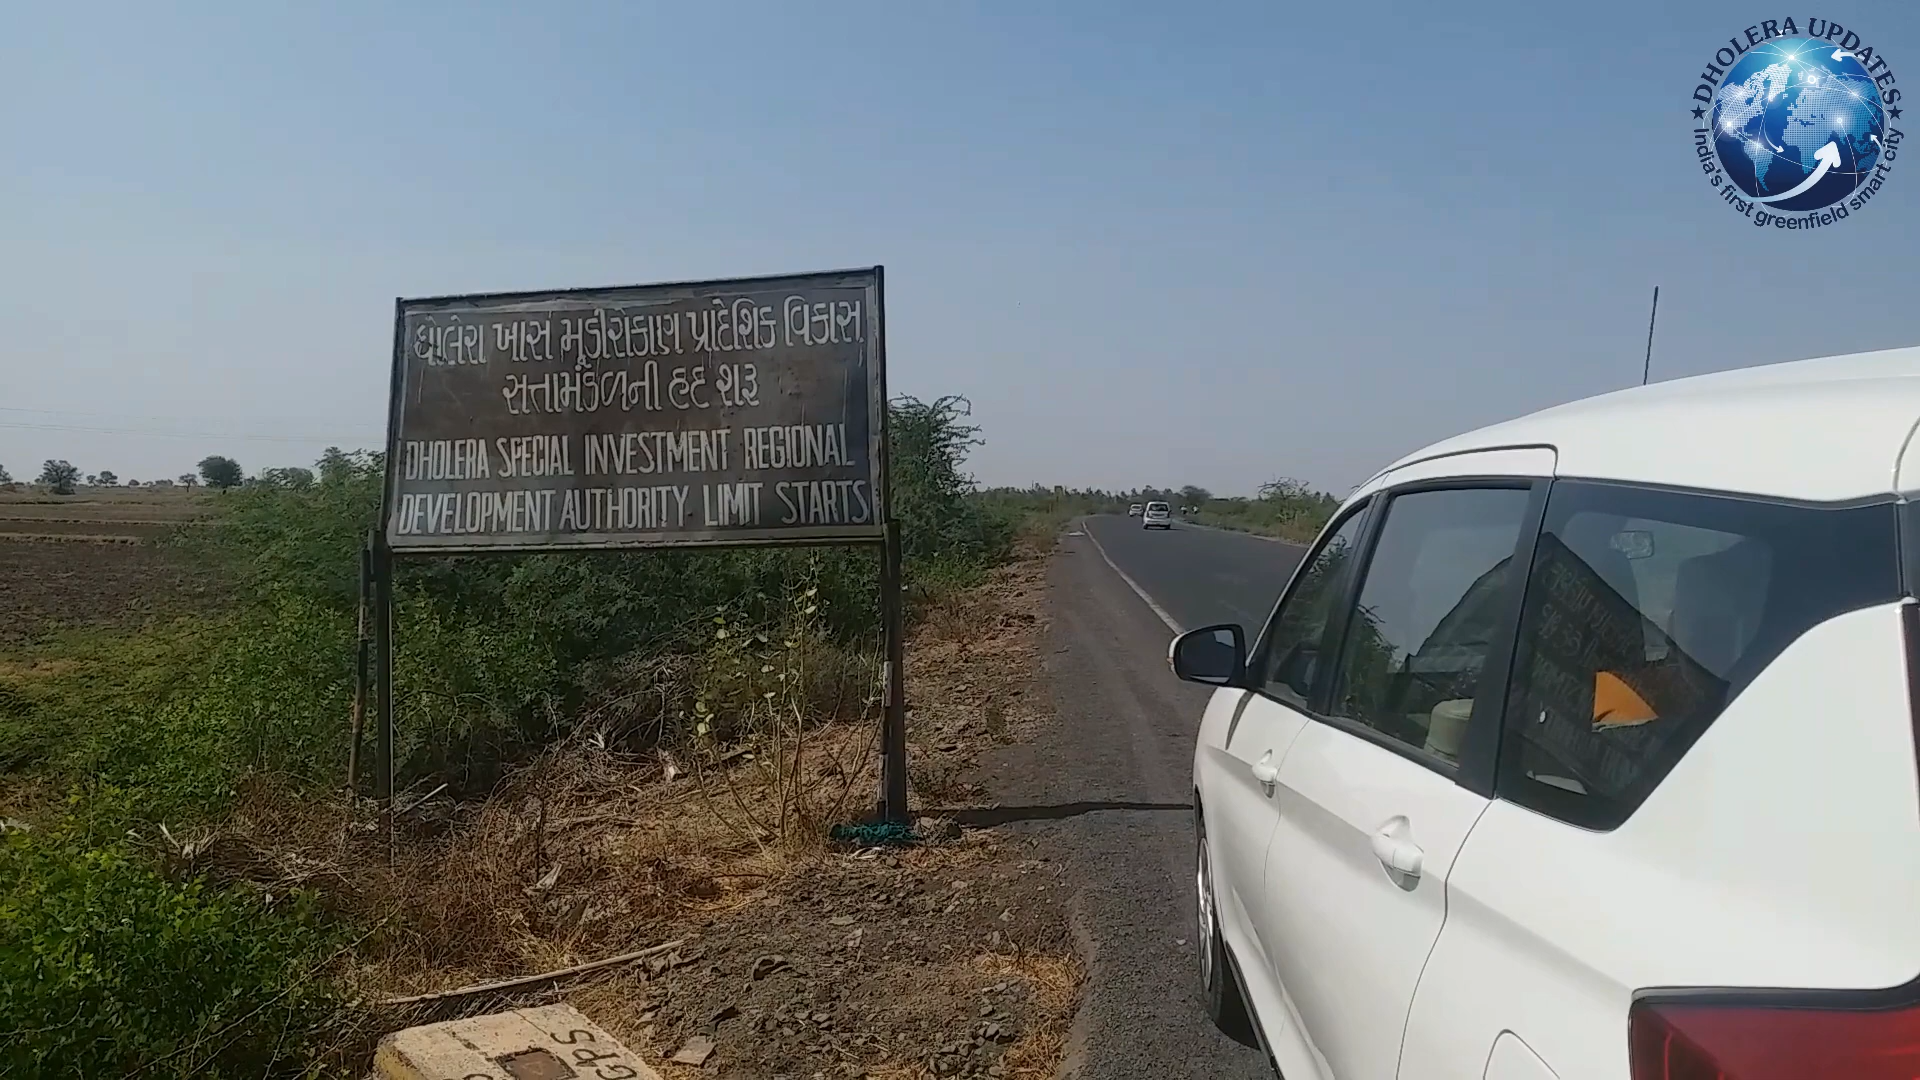 ધોલેરા ખાસ મૂડીરોકાણ પ્રાદેશિક વિકાસ
સત્તામંડળની હદ શરૂ
DHOLERA SPECIAL INVESTMENT REGIONAL
DEVELOPMENT AUTHORITY LIMIT STARTS
DHOLERA UPDATES
India's first greenfield smart city
GPS